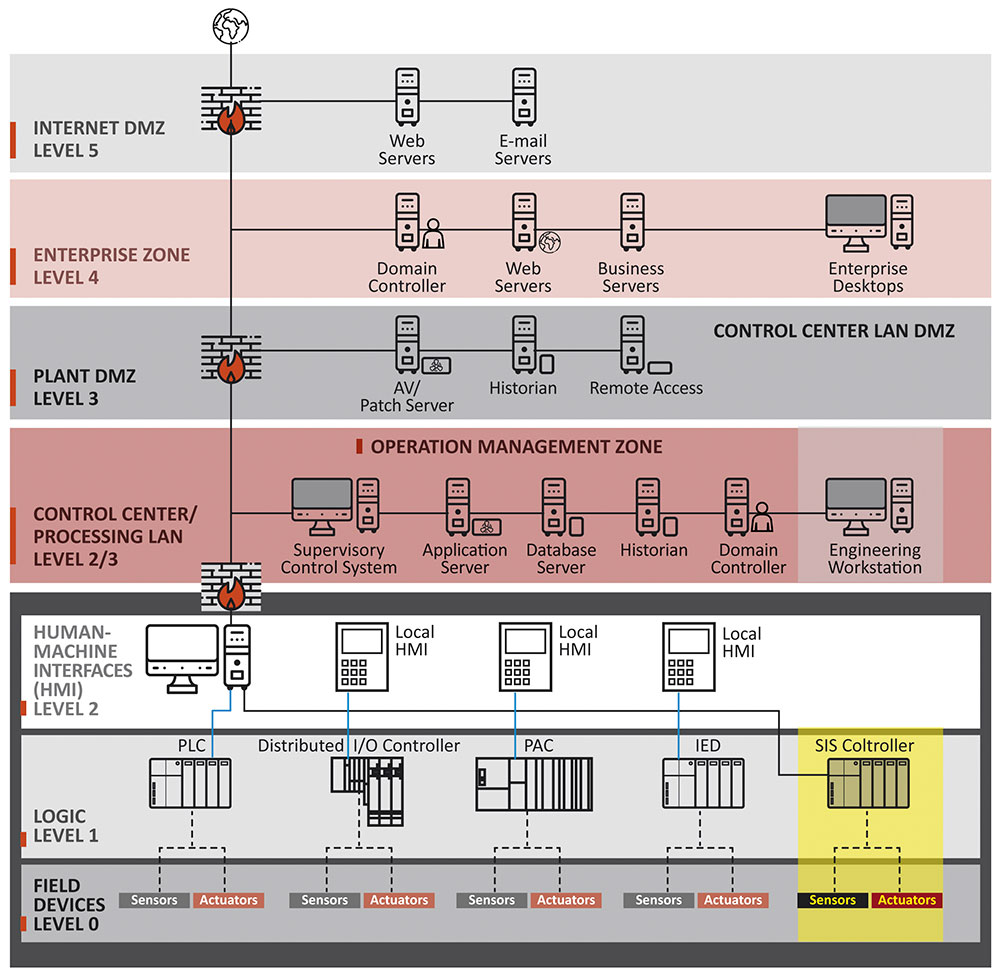 INTERNET DMZ
LEVEL 5
Web
Servers
E-mail
Servers
ENTERPRISE ZONE
LEVEL 4
Domain
Controller
Web
Servers
Business
Servers
Enterprise
Desktops
CONTROL CENTER LAN DMZ
PLANT DMZ
LEVEL 3
AV/
Patch Server
Historian
Remote Access
OPERATION MANAGEMENT ZONE
CONTROL CENTER/
PROCESSING LAN
LEVEL 2/3
Supervisory
Control System
Application
Server
Database
Server
Historian
Domain
Controller
Engineering
Workstation
HUMAN-
MACHINE
INTERFACES
(HMI)
LEVEL 2
Local
HMI
Local
HMI
Local
HMI
PLC
Distributed I/O Controller
PAC
IED
SIS Coltroller
LOGIC
LEVEL 1
FIELD
DEVICES
LEVEL 0
Sensors
Actuators
Sensors
Actuators
Sensors
Actuators
Sensors
Actuators
Sensors
Actuators